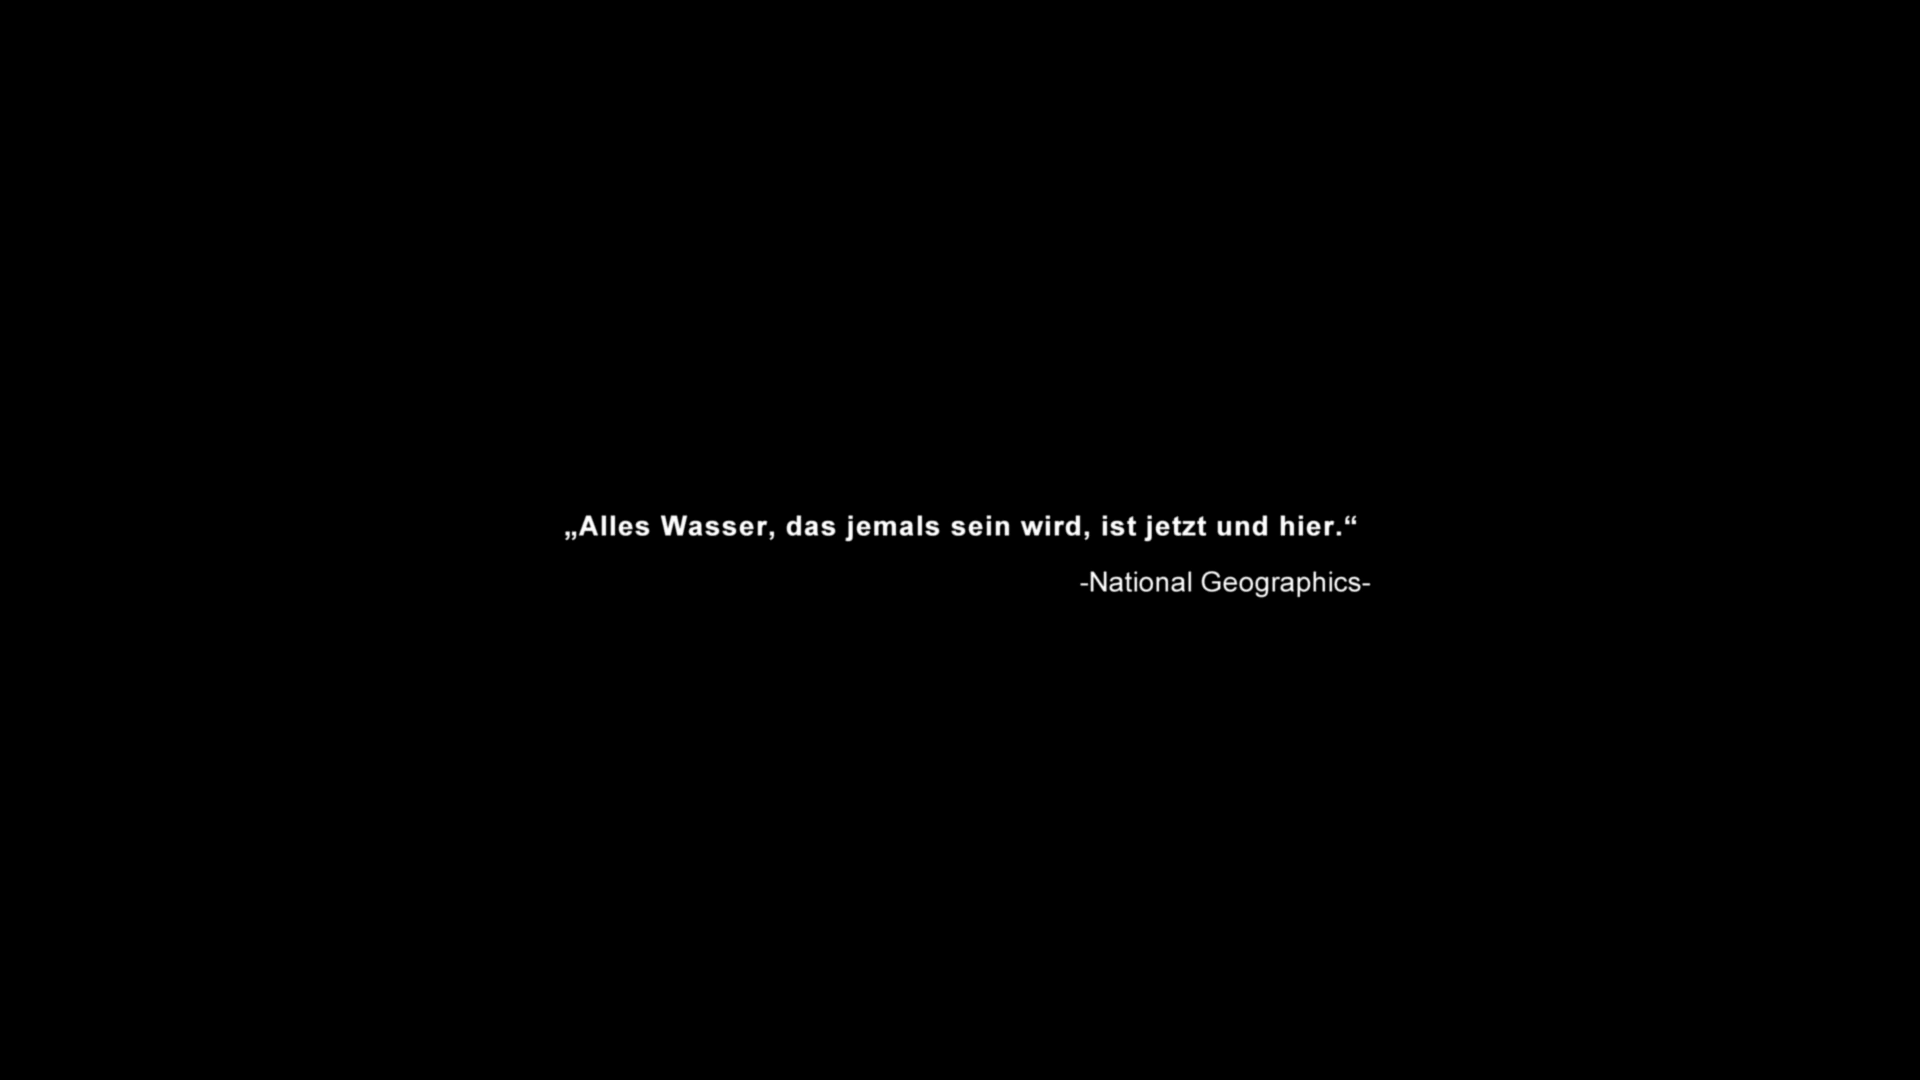 „Alles Wasser, das jemals sein wird, ist jetzt und hier.“
-National Geographics-